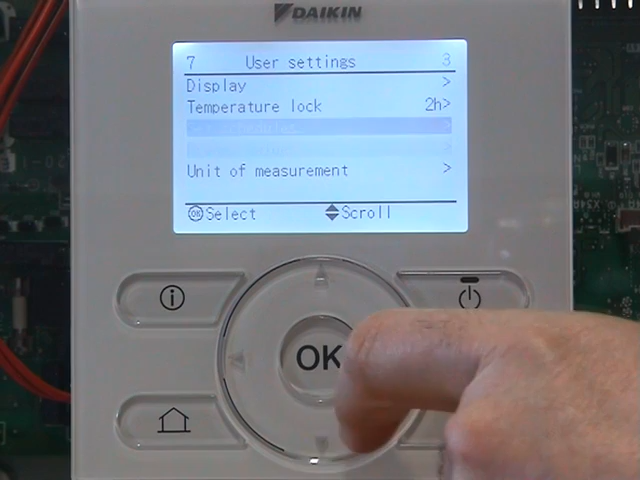 DAIKIN
7 User settings 3
Display >
Temperature lock 2h>
>
Unit of measurement >
OK Select Scroll
OK